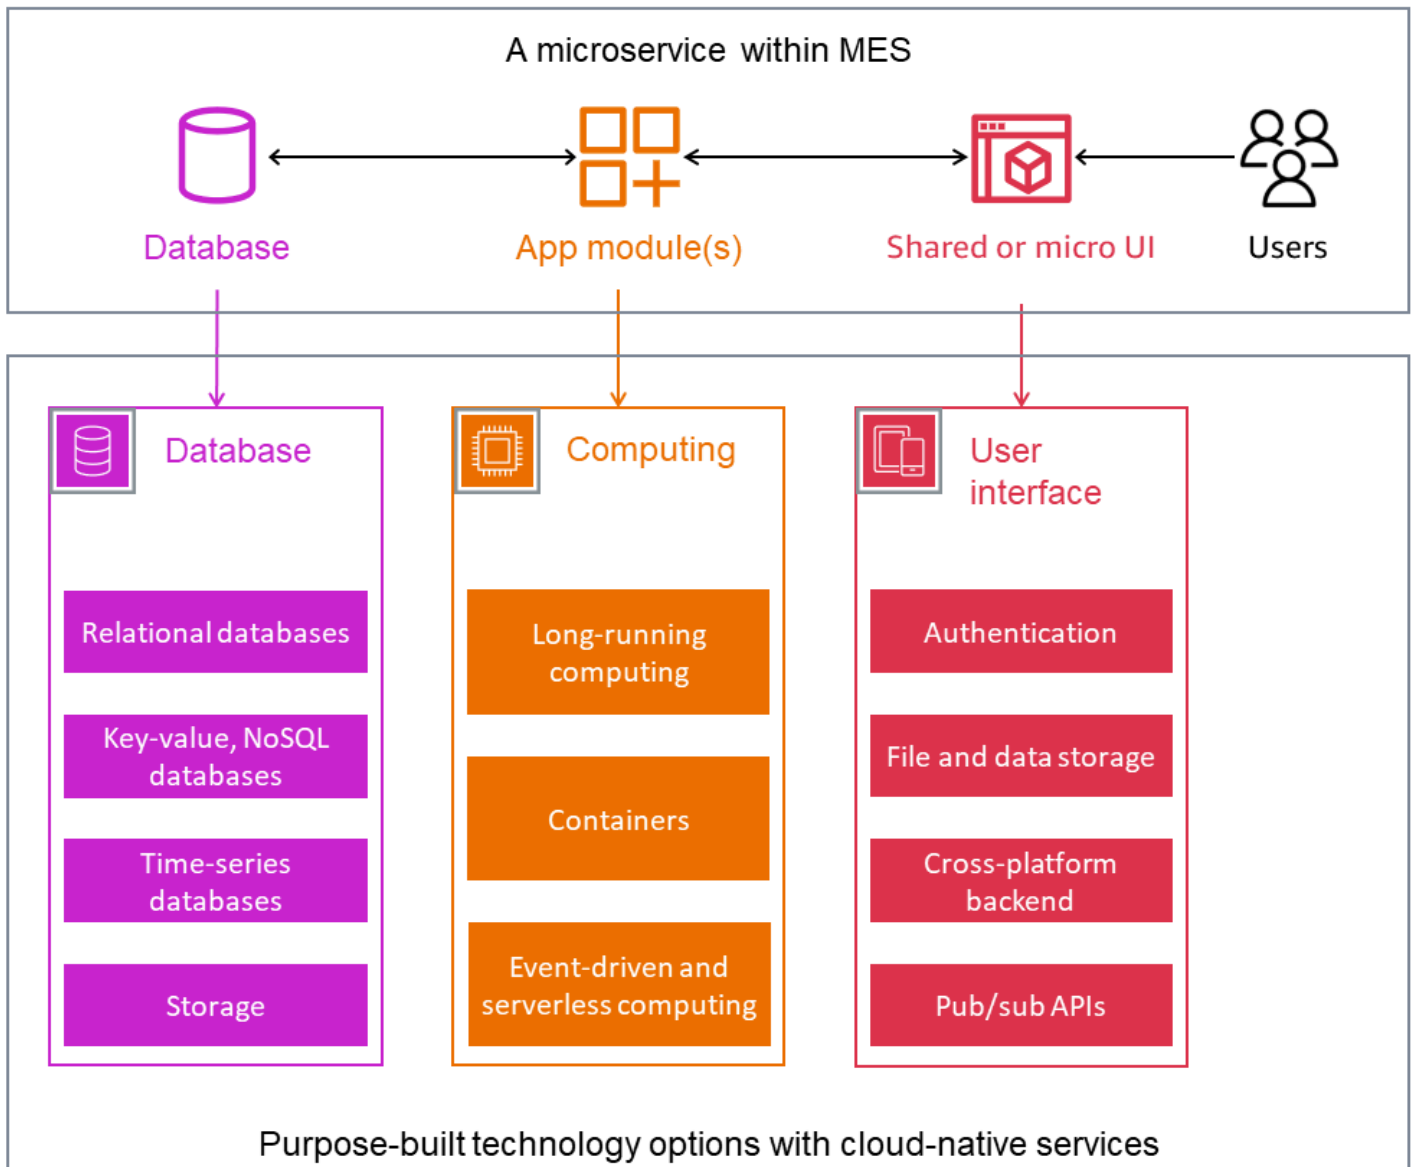 A microservice within MES
Database
App module(s)
Shared or micro UI
Users
Database
Relational databases
Key-value, NoSQL
databases
Time-series
databases
Storage
Computing
Long-running
computing
Containers
Event-driven and
serverless computing
User
interface
Authentication
File and data storage
Cross-platform
backend
Pub/sub APIs
Purpose-built technology options with cloud-native services